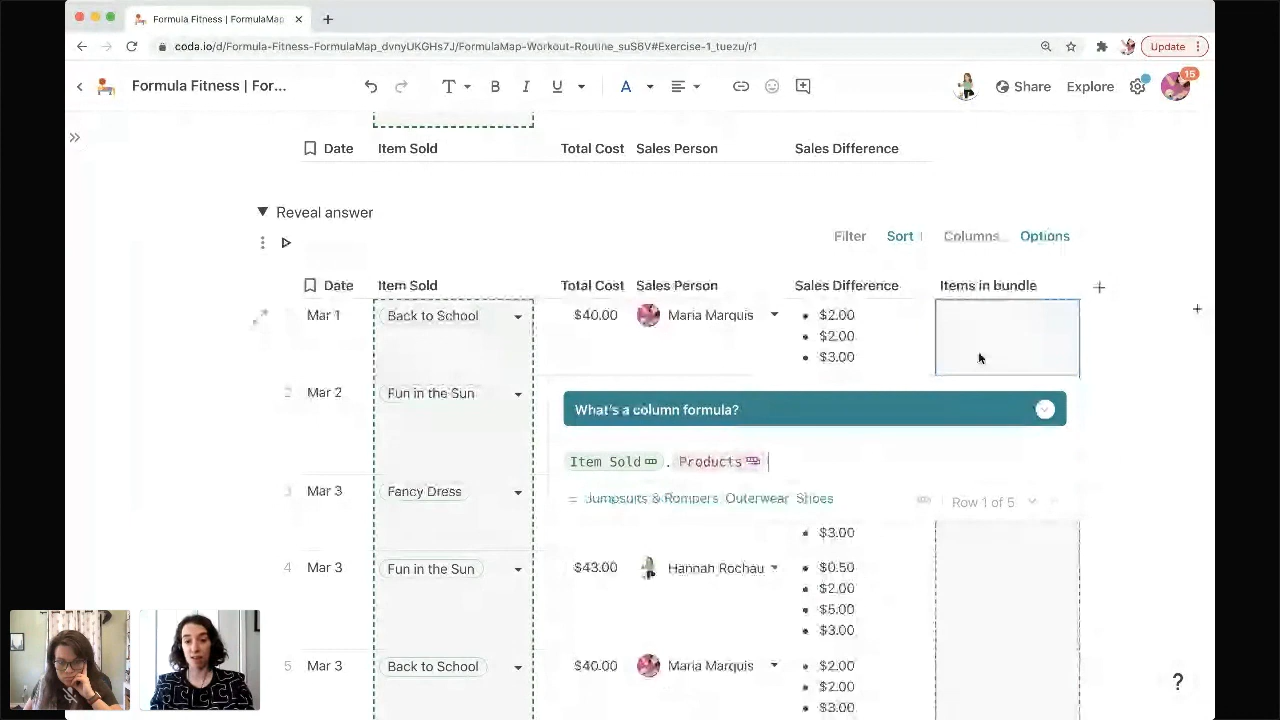 Formula Fitness | FormulaMap
coda.io/d/Formula-Fitness-FormulaMap_dvnyUKGHs7J/FormulaMap-Workout-Routine_suS6V#Exercise-1_tuezu/r1
Update
Formula Fitness | For...
T
B
I
U
A
Share
Explore
15
Date Item Sold Total Cost Sales Person Sales Difference
Reveal answer
Filter Sort Columns Options
Date Item Sold Total Cost Sales Person Sales Difference Items in bundle
Mar 1 Back to School $40.00 Maria Marquis $2.00
$2.00
$3.00
2 Mar 2 Fun in the Sun
What's a column formula?
Item Sold . Products
3 Mar 3 Fancy Dress
= Jumpsuits & Rompers Outerwear Shoes Row 1 of 5
$3.00
4 Mar 3 Fun in the Sun $43.00 Hannah Rochau $0.50
$2.00
$5.00
$3.00
5 Mar 3 Back to School $40.00 Maria Marquis $2.00
$2.00
$3.00
?